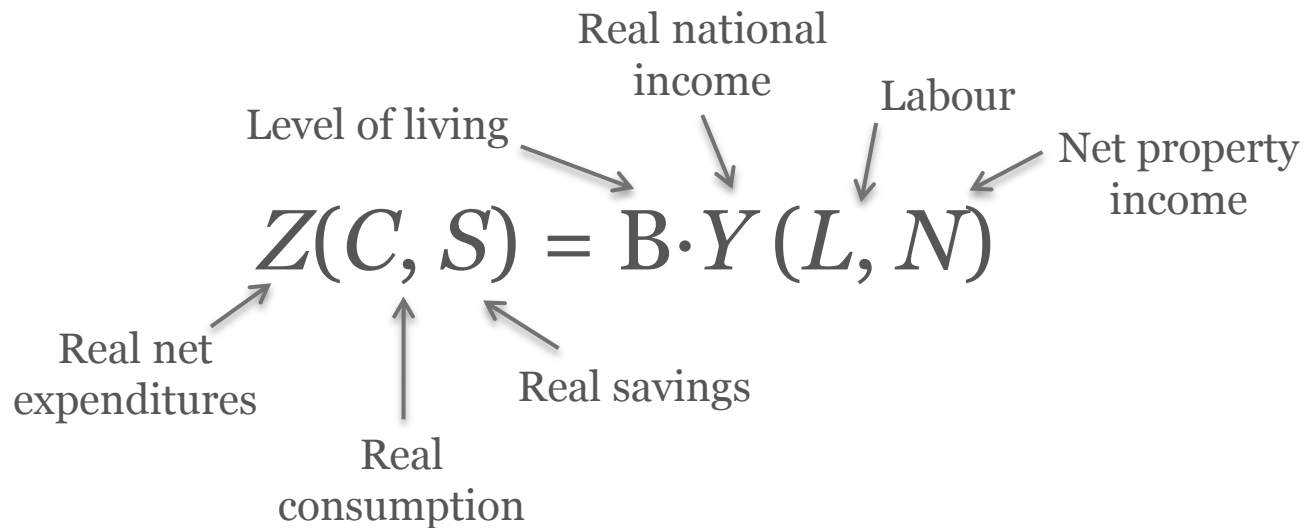 Real national
income
Labour
Level of living
Net property
income
Z(C, S) = B·Y (L, N)
Real net
expenditures
Real savings
Real
consumption